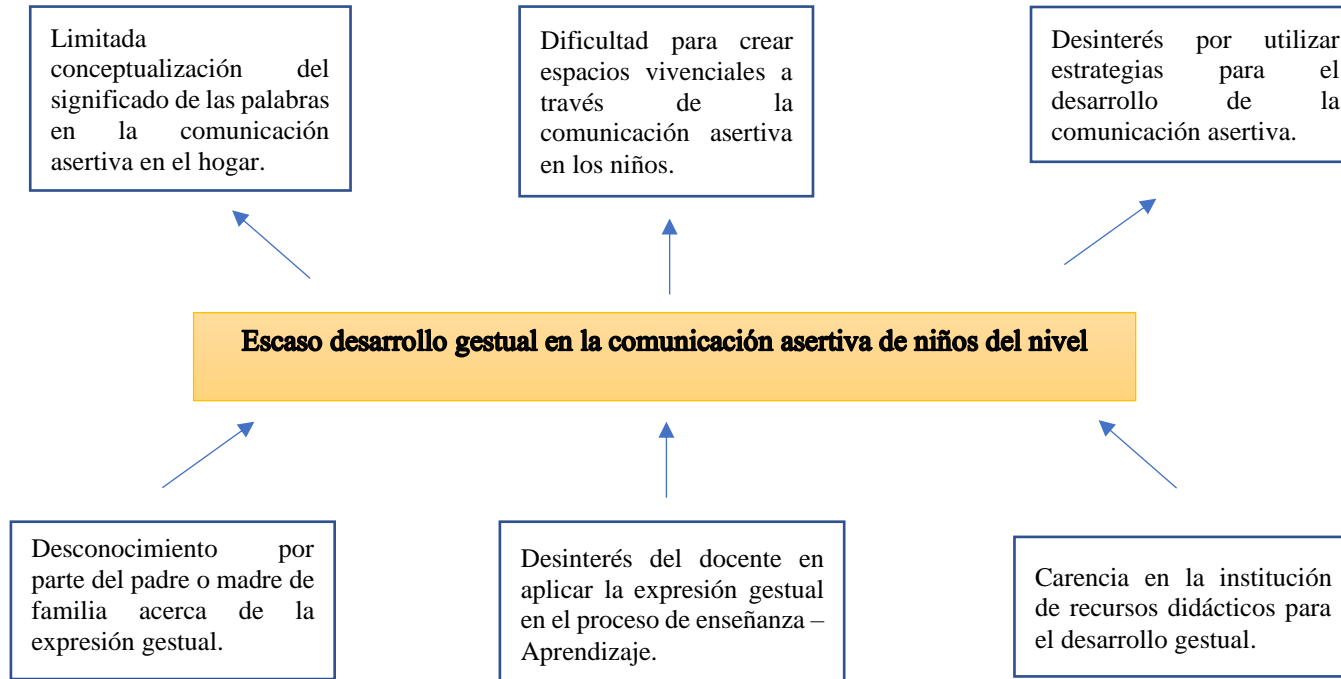 Limitada
conceptualización del
significado de las palabras
en la comunicación
asertiva en el hogar.
Dificultad para crear
espacios vivenciales a
través de la
comunicación asertiva
en los niños.
Desinterés por utilizar
estrategias para el
desarrollo de la
comunicación asertiva.
Escaso desarrollo gestual en la comunicación asertiva de niños del nivel
Desconocimiento por
parte del padre o madre de
familia acerca de la
expresión gestual.
Desinterés del docente en
aplicar la expresión gestual
en el proceso de enseñanza –
Aprendizaje.
Carencia en la institución
de recursos didácticos para
el desarrollo gestual.